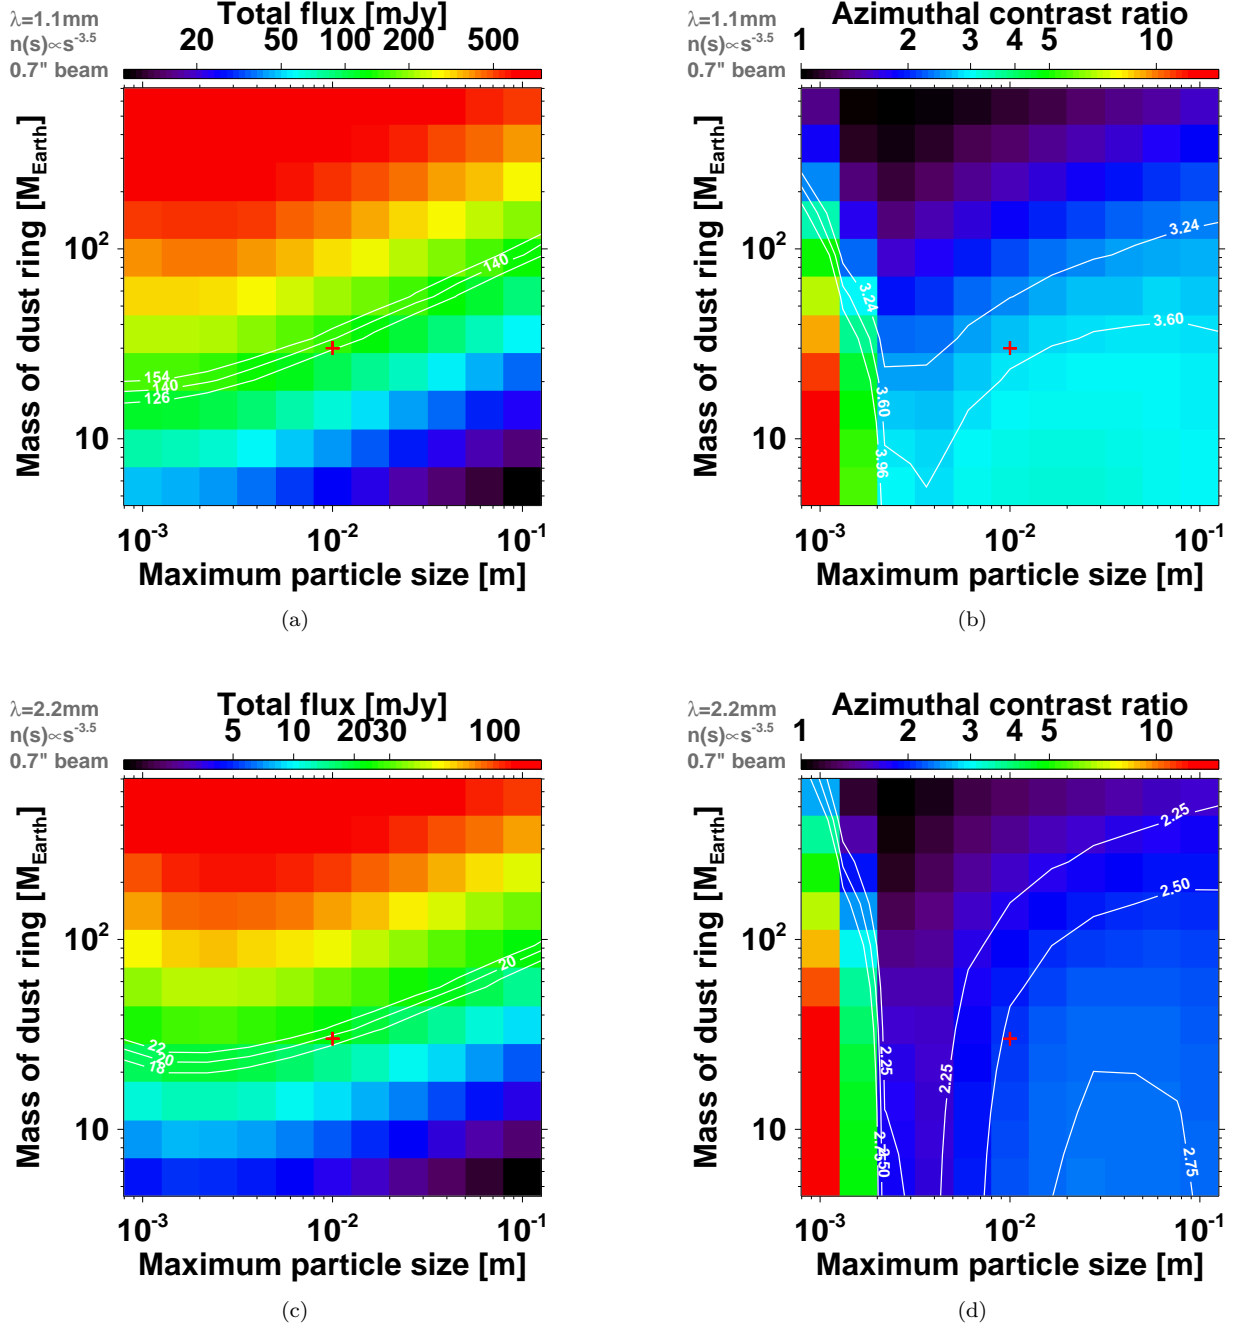 λ=1.1mm
n(s)∝s^-3.5
0.7" beam
Total flux [mJy]
20 50 100 200 500
Mass of dust ring [M_Earth]
10^2
10
140
154
140
126
10^-3 10^-2 10^-1
Maximum particle size [m]
(a)
λ=1.1mm
n(s)∝s^-3.5
0.7" beam
Azimuthal contrast ratio
1 2 3 4 5 10
Mass of dust ring [M_Earth]
10^2
10
3.24
3.24
3.60
3.60
3.96
10^-3 10^-2 10^-1
Maximum particle size [m]
(b)
λ=2.2mm
n(s)∝s^-3.5
0.7" beam
Total flux [mJy]
5 10 20 30 100
Mass of dust ring [M_Earth]
10^2
10
20
22
20
18
10^-3 10^-2 10^-1
Maximum particle size [m]
(c)
λ=2.2mm
n(s)∝s^-3.5
0.7" beam
Azimuthal contrast ratio
1 2 3 4 5 10
Mass of dust ring [M_Earth]
10^2
10
2.25
2.50
2.25
2.25
2.75
2.50
2.75
10^-3 10^-2 10^-1
Maximum particle size [m]
(d)